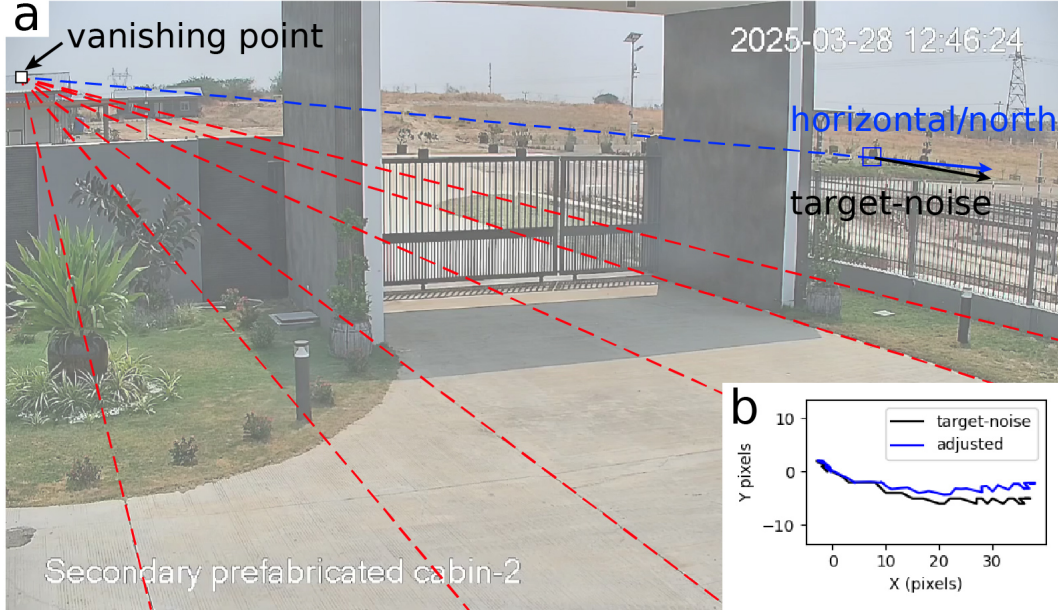 a
vanishing point
2025-03-28 12:46:24
horizontal/north
target-noise
Secondary prefabricated cabin-2
b
target-noise
adjusted
Y pixels
10
0
−10
0
10
20
30
X (pixels)